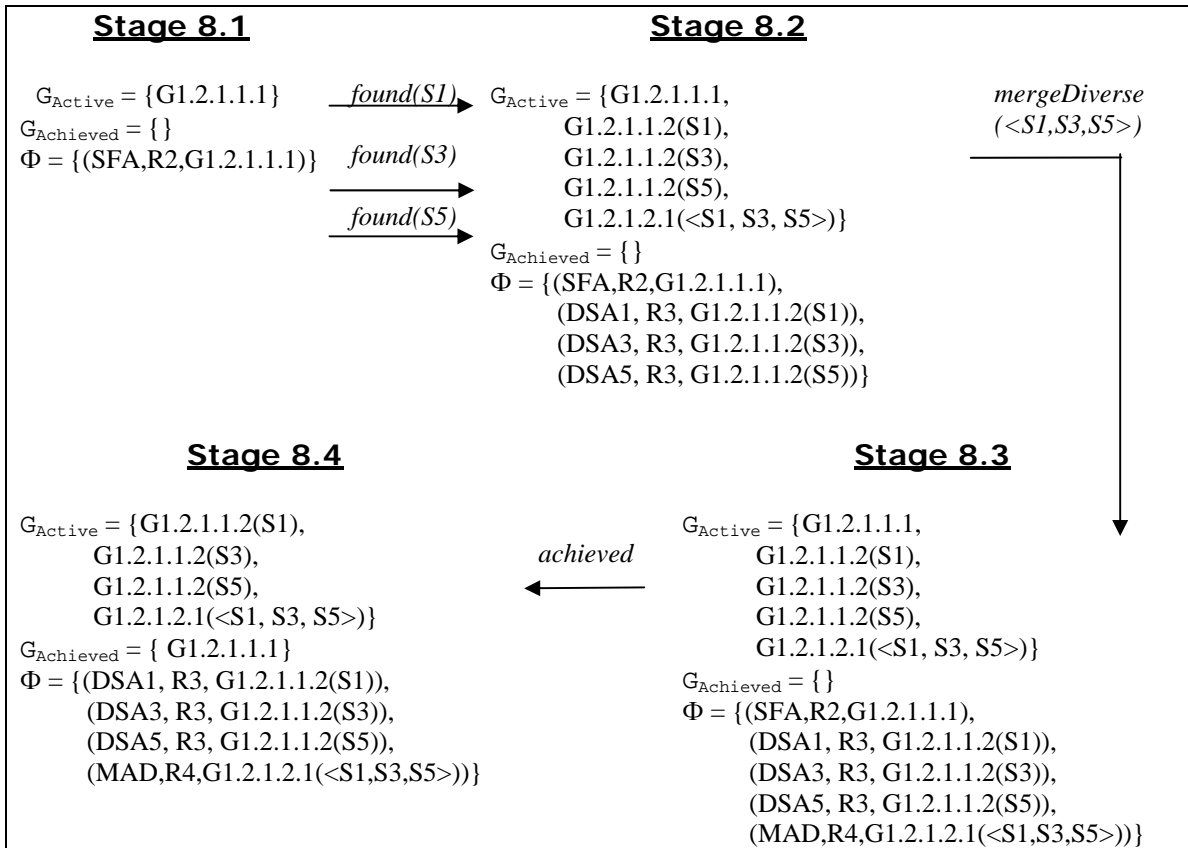 Stage 8.1
G_Active = {G1.2.1.1.1}
G_Achieved = {}
Φ = {(SFA,R2,G1.2.1.1.1)}
found(S1)
found(S3)
found(S5)
Stage 8.2
G_Active = {G1.2.1.1.1,
G1.2.1.1.2(S1),
G1.2.1.1.2(S3),
G1.2.1.1.2(S5),
G1.2.1.2.1(<S1, S3, S5>)}
G_Achieved = {}
Φ = {(SFA,R2,G1.2.1.1.1),
(DSA1, R3, G1.2.1.1.2(S1)),
(DSA3, R3, G1.2.1.1.2(S3)),
(DSA5, R3, G1.2.1.1.2(S5))}
mergeDiverse
(<S1,S3,S5>)
Stage 8.4
G_Active = {G1.2.1.1.2(S1),
G1.2.1.1.2(S3),
G1.2.1.1.2(S5),
G1.2.1.2.1(<S1, S3, S5>)}
G_Achieved = { G1.2.1.1.1}
Φ = {(DSA1, R3, G1.2.1.1.2(S1)),
(DSA3, R3, G1.2.1.1.2(S3)),
(DSA5, R3, G1.2.1.1.2(S5)),
(MAD,R4,G1.2.1.2.1(<S1,S3,S5>))}
achieved
Stage 8.3
G_Active = {G1.2.1.1.1,
G1.2.1.1.2(S1),
G1.2.1.1.2(S3),
G1.2.1.1.2(S5),
G1.2.1.2.1(<S1, S3, S5>)}
G_Achieved = {}
Φ = {(SFA,R2,G1.2.1.1.1),
(DSA1, R3, G1.2.1.1.2(S1)),
(DSA3, R3, G1.2.1.1.2(S3)),
(DSA5, R3, G1.2.1.1.2(S5)),
(MAD,R4,G1.2.1.2.1(<S1,S3,S5>))}